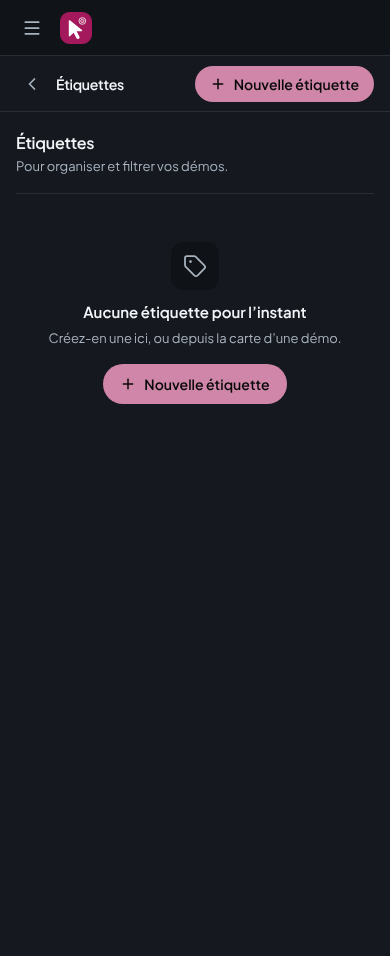 Étiquettes
Nouvelle étiquette
Étiquettes
Pour organiser et filtrer vos démos.
Aucune étiquette pour l’instant
Créez-en une ici, ou depuis la carte d’une démo.
Nouvelle étiquette